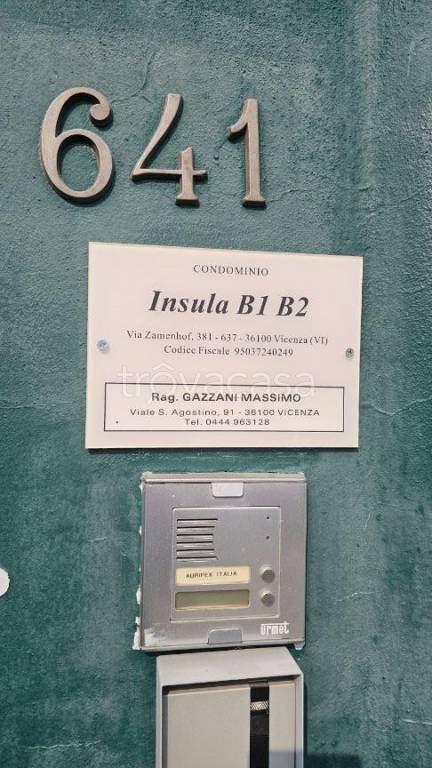 641
CONDOMINIO
Insula B1 B2
Via Zamenhof, 381 - 637 - 36100 Vicenza (VI)
Codice Fiscale 95037240249
trovacasa
Rag. GAZZANI MASSIMO
Viale S. Agostino, 91 - 36100 VICENZA
Tel. 0444 963128
AURIPEX ITALIA
urmet